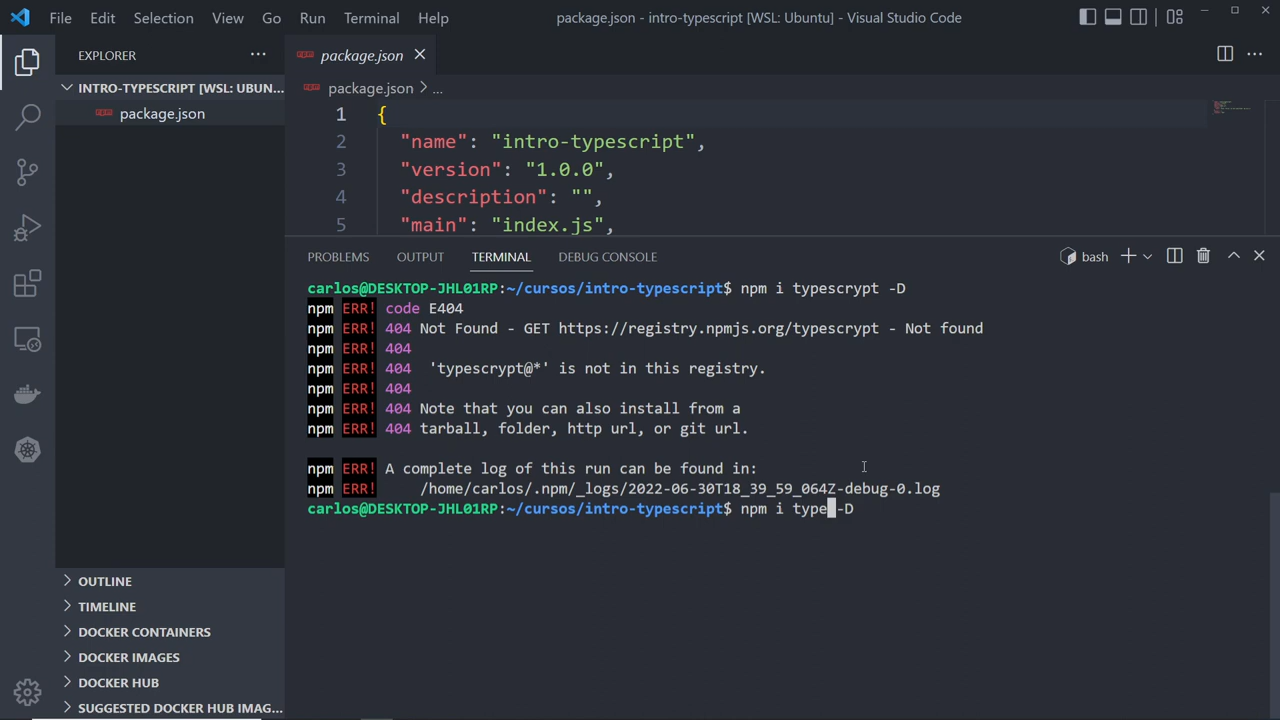 File Edit Selection View Go Run Terminal Help
package.json - intro-typescript [WSL: Ubuntu] - Visual Studio Code
EXPLORER
INTRO-TYPESCRIPT [WSL: UBUN...
package.json
OUTLINE
TIMELINE
DOCKER CONTAINERS
DOCKER IMAGES
DOCKER HUB
SUGGESTED DOCKER HUB IMAG...
package.json
package.json > ...
1 {
2 "name": "intro-typescript",
3 "version": "1.0.0",
4 "description": "",
5 "main": "index.js",
PROBLEMS OUTPUT TERMINAL DEBUG CONSOLE
bash
carlos@DESKTOP-JHL01RP:~/cursos/intro-typescript$ npm i typescrypt -D
npm ERR! code E404
npm ERR! 404 Not Found - GET https://registry.npmjs.org/typescrypt - Not found
npm ERR! 404
npm ERR! 404 'typescrypt@*' is not in this registry.
npm ERR! 404
npm ERR! 404 Note that you can also install from a
npm ERR! 404 tarball, folder, http url, or git url.
npm ERR! A complete log of this run can be found in:
npm ERR! /home/carlos/.npm/_logs/2022-06-30T18_39_59_064Z-debug-0.log
carlos@DESKTOP-JHL01RP:~/cursos/intro-typescript$ npm i type -D